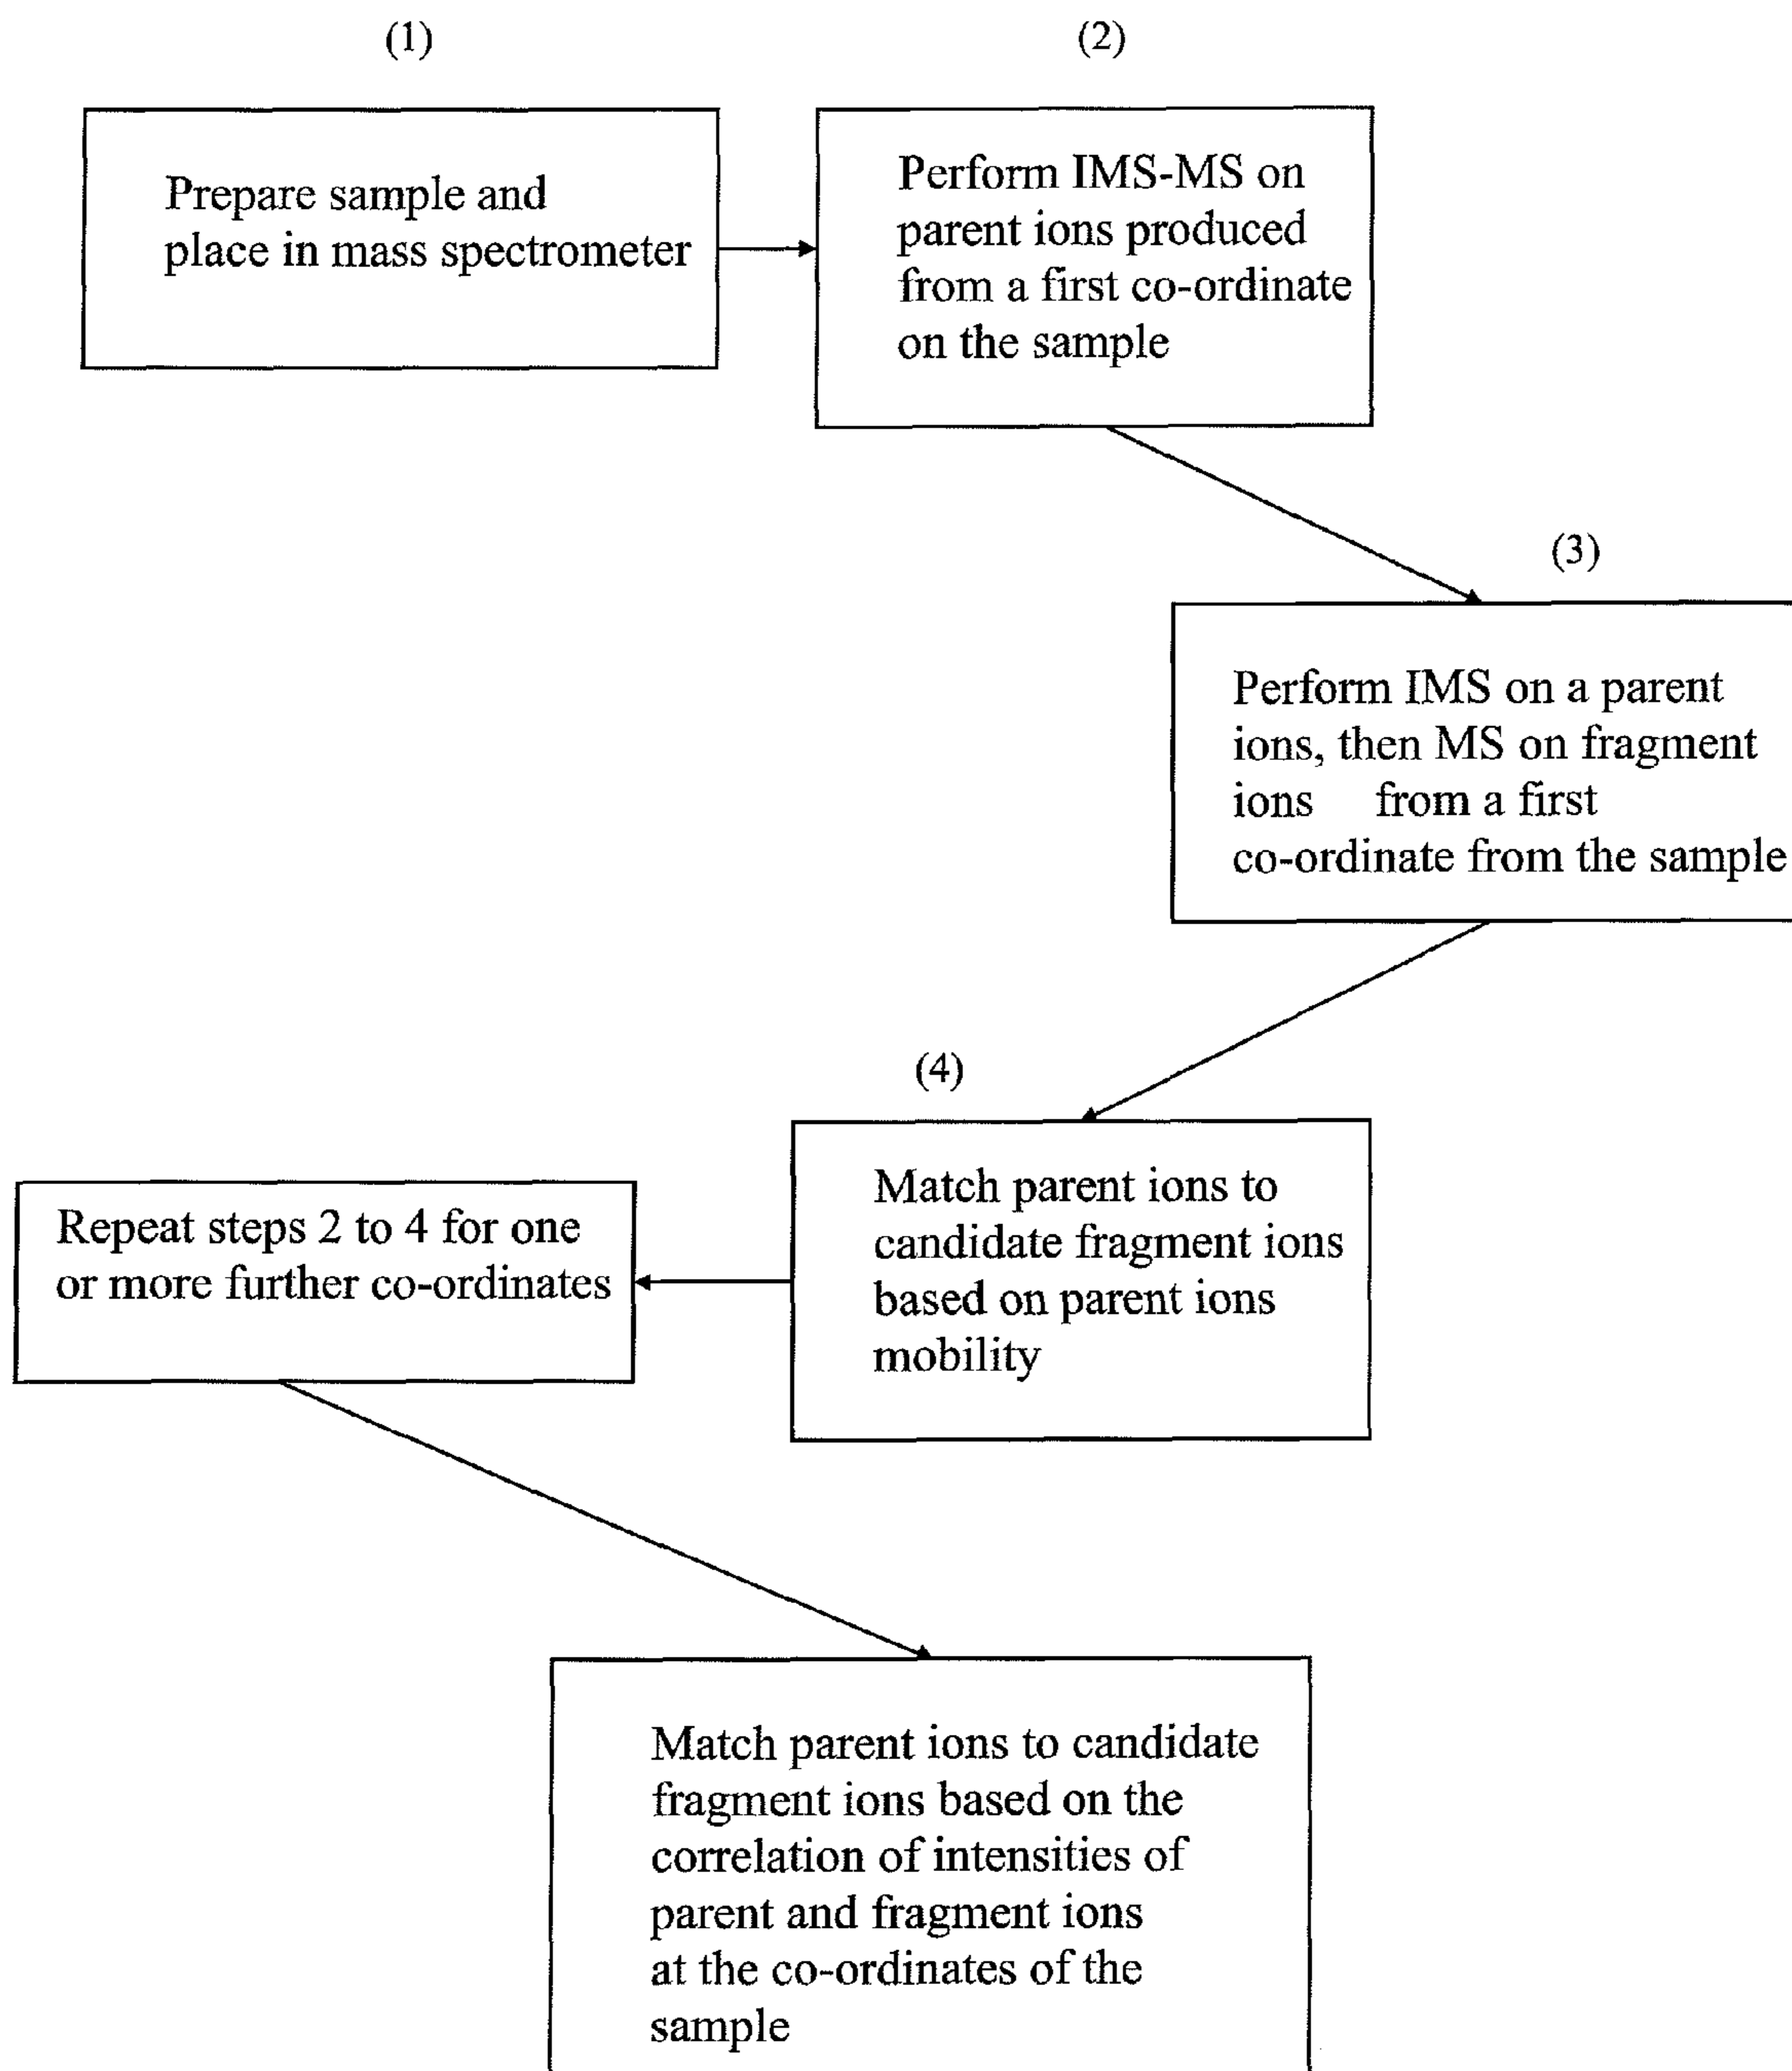 (1)
Prepare sample and
place in mass spectrometer
(2)
Perform IMS-MS on
parent ions produced
from a first co-ordinate
on the sample
(3)
Perform IMS on a parent
ions, then MS on fragment
ions from a first
co-ordinate from the sample
(4)
Match parent ions to
candidate fragment ions
based on parent ions
mobility
Repeat steps 2 to 4 for one
or more further co-ordinates
Match parent ions to candidate
fragment ions based on the
correlation of intensities of
parent and fragment ions
at the co-ordinates of the
sample